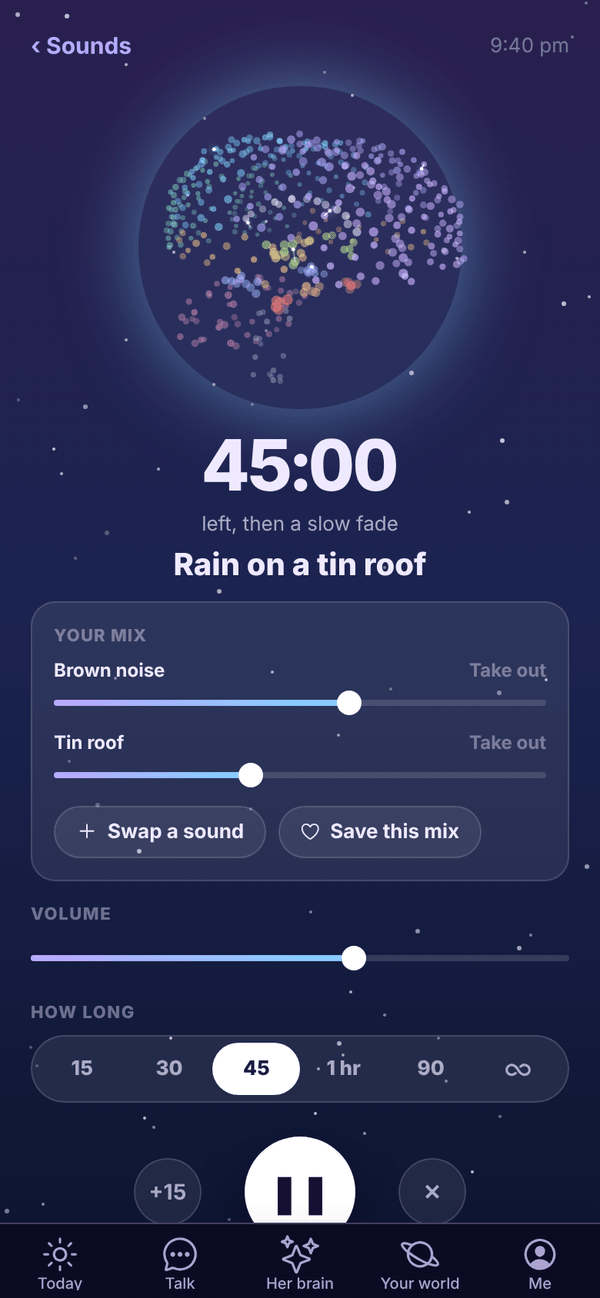 ‹ Sounds
9:40 pm
45:00
left, then a slow fade
Rain on a tin roof
YOUR MIX
Brown noise
Take out
Tin roof
Take out
+ Swap a sound
Save this mix
VOLUME
HOW LONG
15 30 45 1 hr 90 ∞
+15
×
Today
Talk
Her brain
Your world
Me